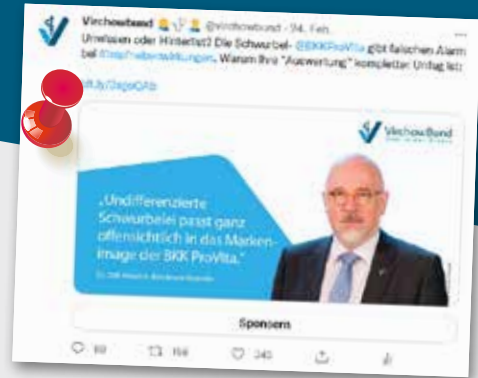 Virchowbund @virchowbund · 24. Feb.
Unwissen oder Hinterlist? Die Schwurbel- @BKKProVita gibt falschen Alarm
bei #Impfnebenwirkungen. Warum ihre "Auswertung" kompletter Unfug ist:
VirchowBund
„Undifferenzierte
Schwurbelei passt ganz
offensichtlich in das Marken-
image der BKK ProVita."
Sponsern